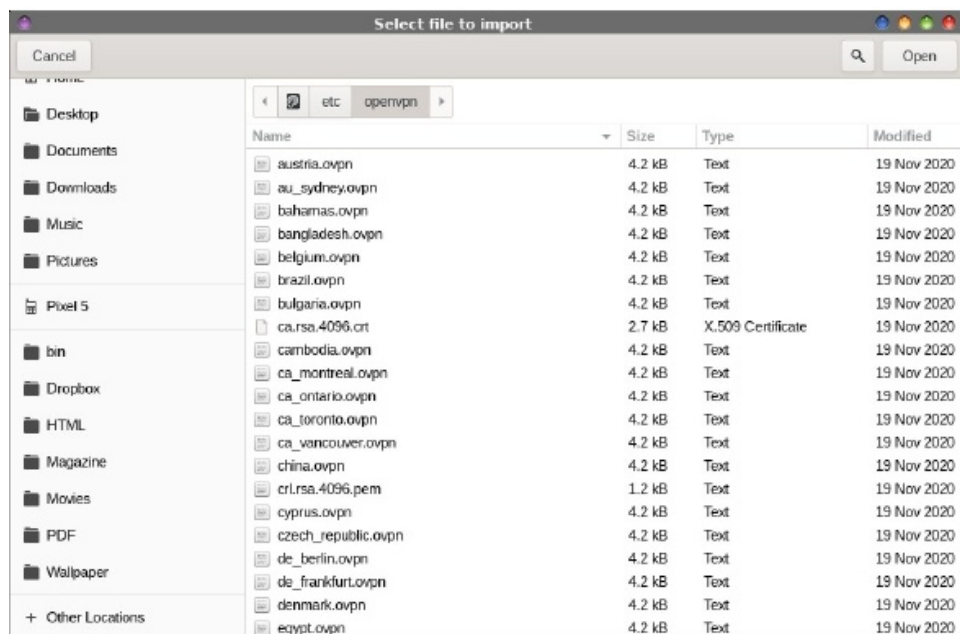 Select file to import
Cancel
Open
Home
Desktop
Documents
Downloads
Music
Pictures
Pixel 5
bin
Dropbox
HTML
Magazine
Movies
PDF
Wallpaper
+ Other Locations
etc openvpn
Name Size Type Modified
austria.ovpn 4.2 kB Text 19 Nov 2020
au_sydney.ovpn 4.2 kB Text 19 Nov 2020
bahamas.ovpn 4.2 kB Text 19 Nov 2020
bangladesh.ovpn 4.2 kB Text 19 Nov 2020
belgium.ovpn 4.2 kB Text 19 Nov 2020
brazil.ovpn 4.2 kB Text 19 Nov 2020
bulgaria.ovpn 4.2 kB Text 19 Nov 2020
ca.rsa.4096.crt 2.7 kB X.509 Certificate 19 Nov 2020
cambodia.ovpn 4.2 kB Text 19 Nov 2020
ca_montreal.ovpn 4.2 kB Text 19 Nov 2020
ca_ontario.ovpn 4.2 kB Text 19 Nov 2020
ca_toronto.ovpn 4.2 kB Text 19 Nov 2020
ca_vancouver.ovpn 4.2 kB Text 19 Nov 2020
china.ovpn 4.2 kB Text 19 Nov 2020
crl.rsa.4096.pem 1.2 kB Text 19 Nov 2020
cyprus.ovpn 4.2 kB Text 19 Nov 2020
czech_republic.ovpn 4.2 kB Text 19 Nov 2020
de_berlin.ovpn 4.2 kB Text 19 Nov 2020
de_frankfurt.ovpn 4.2 kB Text 19 Nov 2020
denmark.ovpn 4.2 kB Text 19 Nov 2020
egypt.ovpn 4.2 kB Text 19 Nov 2020